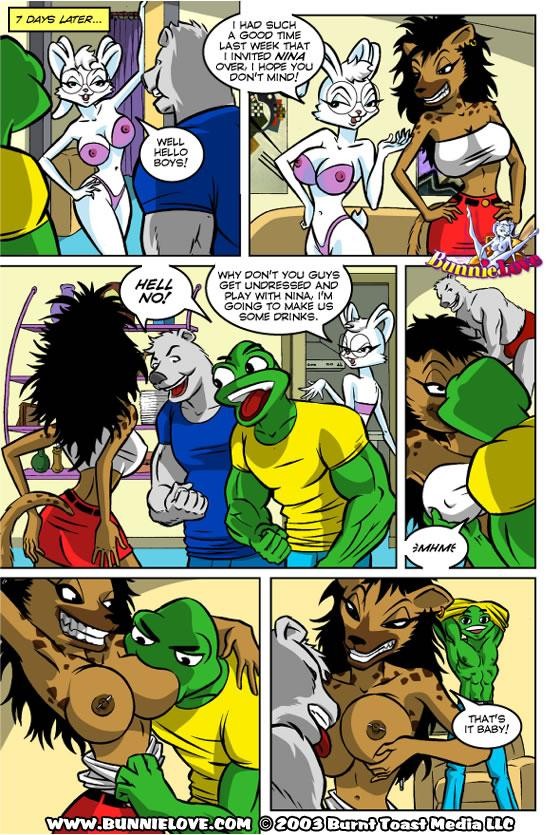 7 DAYS LATER...
WELL
HELLO
BOYS!
I HAD SUCH
A GOOD TIME
LAST WEEK THAT
I INVITED NINA
OVER, I HOPE YOU
DON'T MIND!
BunnieLove
HELL
NO!
WHY DON'T YOU GUYS
GET UNDRESSED AND
PLAY WITH NINA, I'M
GOING TO MAKE US
SOME DRINKS.
THAT'S
IT BABY!
WWW.BUNNIELOVE.COM © 2003 Burnt Toast Media LLC